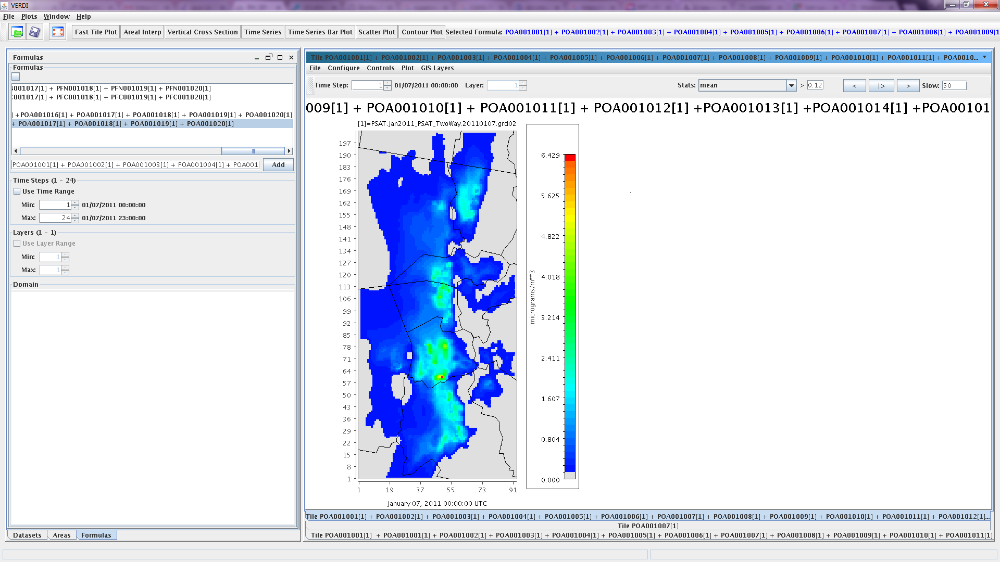 VERDI
File Plots Window Help
Fast Tile Plot Areal Interp Vertical Cross Section Time Series Time Series Bar Plot Scatter Plot Contour Plot Selected Formula: POA001001[1] + POA001002[1] + POA001003[1] + POA001004[1] + POA001005[1] + POA001006[1] + POA001007[1] + POA001008[1] + POA001009[1
Formulas
Formulas
001017[1] + PFN001018[1] + PFN001019[1] + PFN001020[1]
001017[1] + PFC001018[1] + PFC001019[1] + PFC001020[1]
] +POA001016[1] + POA001017[1] + POA001018[1] + POA001019[1] + POA001020[1]
+ POA001017[1] + POA001018[1] + POA001019[1] + POA001020[1]
POA001001[1] + POA001002[1] + POA001003[1] + POA001004[1] + POA001
Add
Time Steps (1 - 24)
Use Time Range
Min: 1 01/07/2011 00:00:00
Max: 24 01/07/2011 23:00:00
Layers (1 - 1)
Use Layer Range
Min: 1
Max: 1
Domain
Datasets Areas Formulas
Tile POA001001[1] + POA001002[1] + POA001003[1] + POA001004[1] + POA001005[1] + POA001006[1] + POA001007[1] + POA001008[1] + POA001009[1] + POA001010[1] + POA001011[1] + POA0010...
File Configure Controls Plot GIS Layers
Time Step: 1 01/07/2011 00:00:00 Layer: 1 Stats: mean > 0.12 < |> > Slow: 50
009[1] + POA001010[1] + POA001011[1] + POA001012[1] +POA001013[1] +POA001014[1] +POA00101
[1]=PSAT.jan2011_PSAT_TwoWay.20110107.grd02
197
190
183
176
169
162
155
148
141
134
127
120
113
106
99
92
85
78
71
64
57
50
43
36
29
22
15
8
1
1 19 37 55 73 91
January 07, 2011 00:00:00 UTC
micrograms/m**3
6.429
5.625
4.822
4.018
3.214
2.411
1.607
0.804
0.000
Tile POA001001[1] + POA001002[1] + POA001003[1] + POA001004[1] + POA001005[1] + POA001006[1] + POA001007[1] + POA001008[1] + POA001009[1] + POA001010[1] + POA001011[1] + POA001012[1]...
Tile POA001007[1]
Tile POA001001[1] + POA001001[1] + POA001002[1] + POA001003[1] + POA001004[1] + POA001005[1] + POA001006[1] + POA001007[1] + POA001008[1] + POA001009[1] + POA001010[1] + POA001011[1]